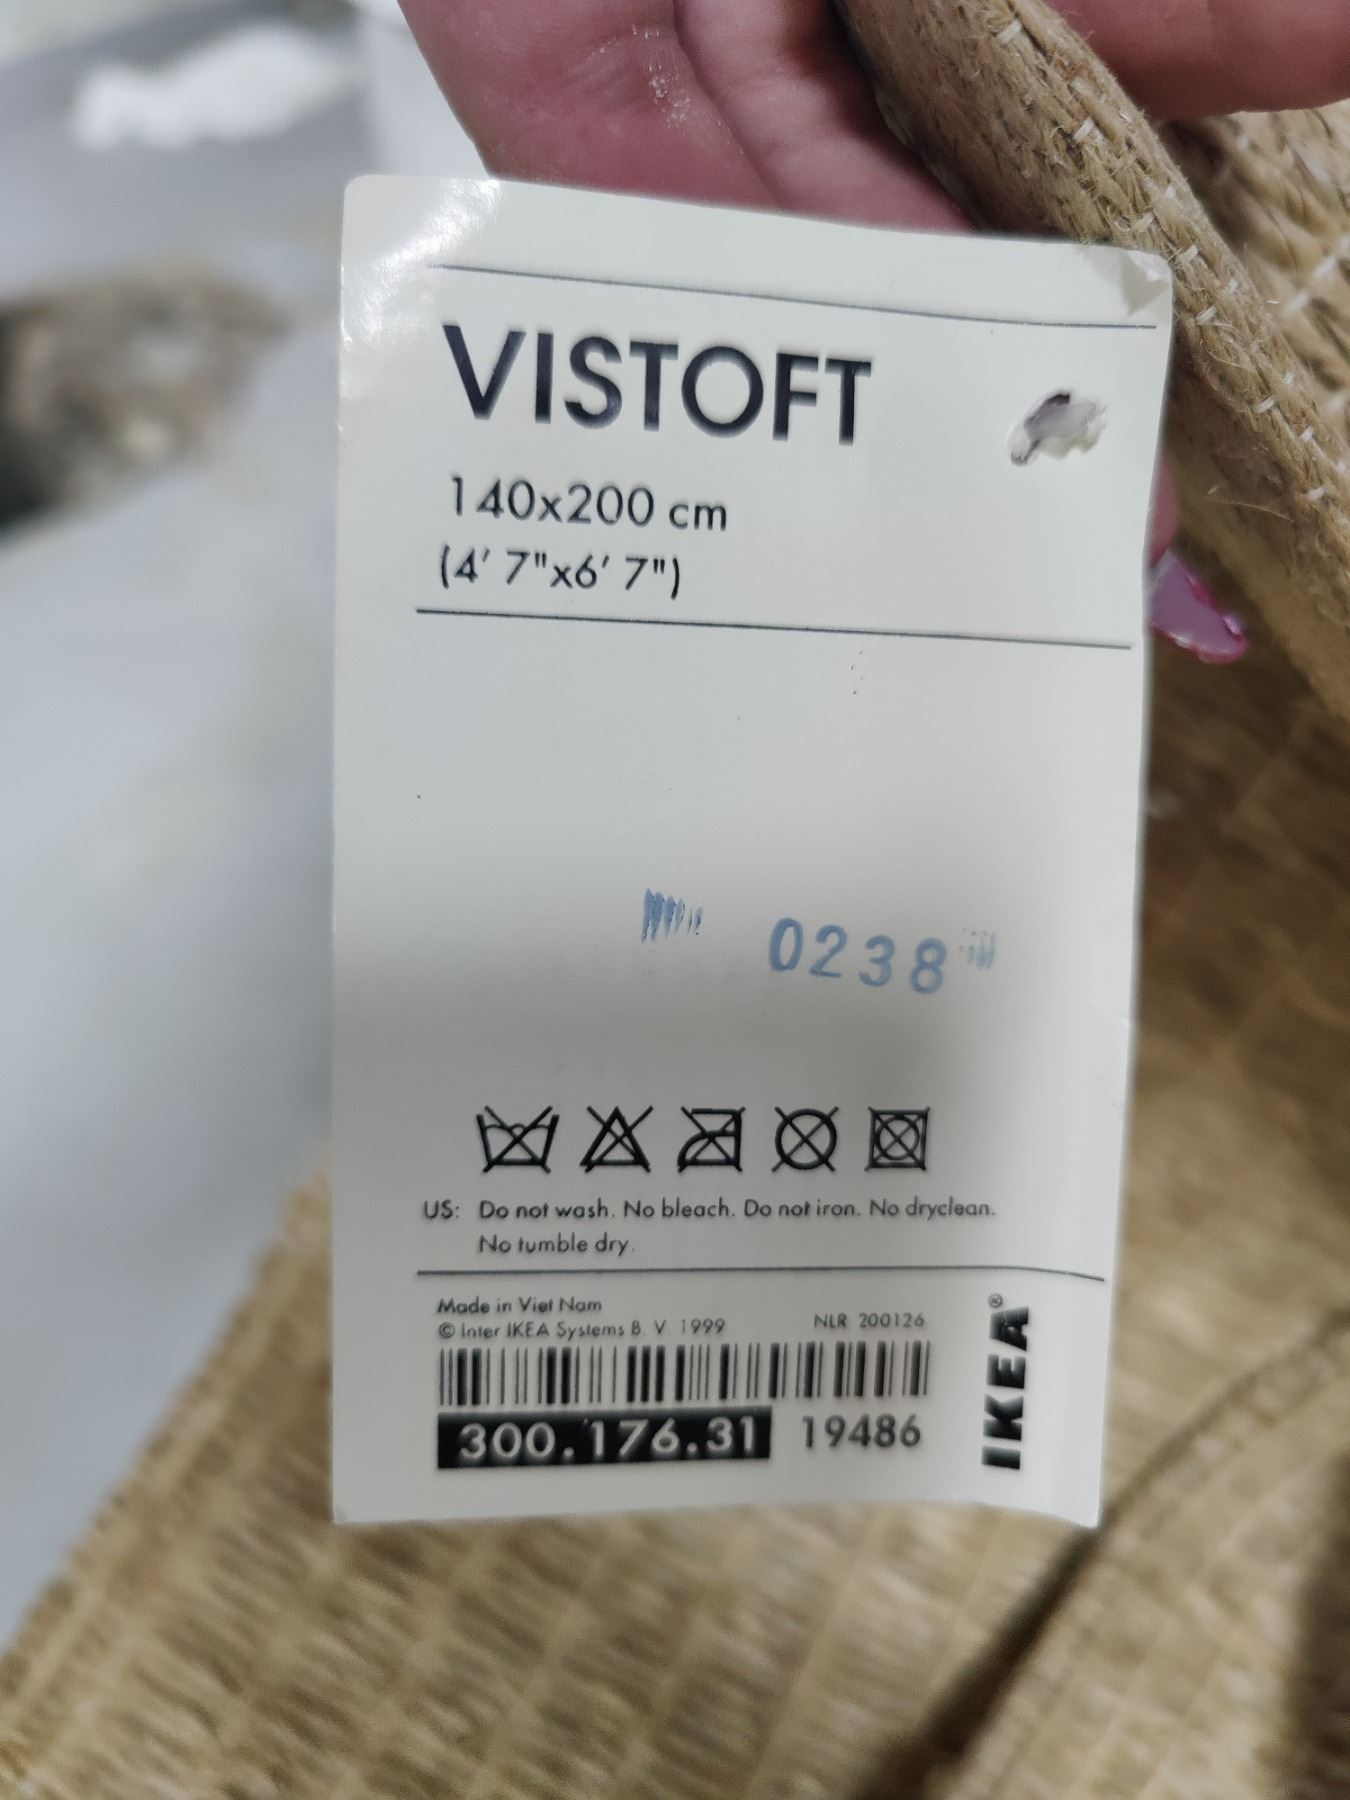 VISTOFT
140x200 cm
(4' 7"x6' 7")
0238
US: Do not wash. No bleach. Do not iron. No dryclean.
No tumble dry.
Made in Viet Nam
© Inter IKEA Systems B. V. 1999 NLR 200126
300.176.31 19486
IKEA®